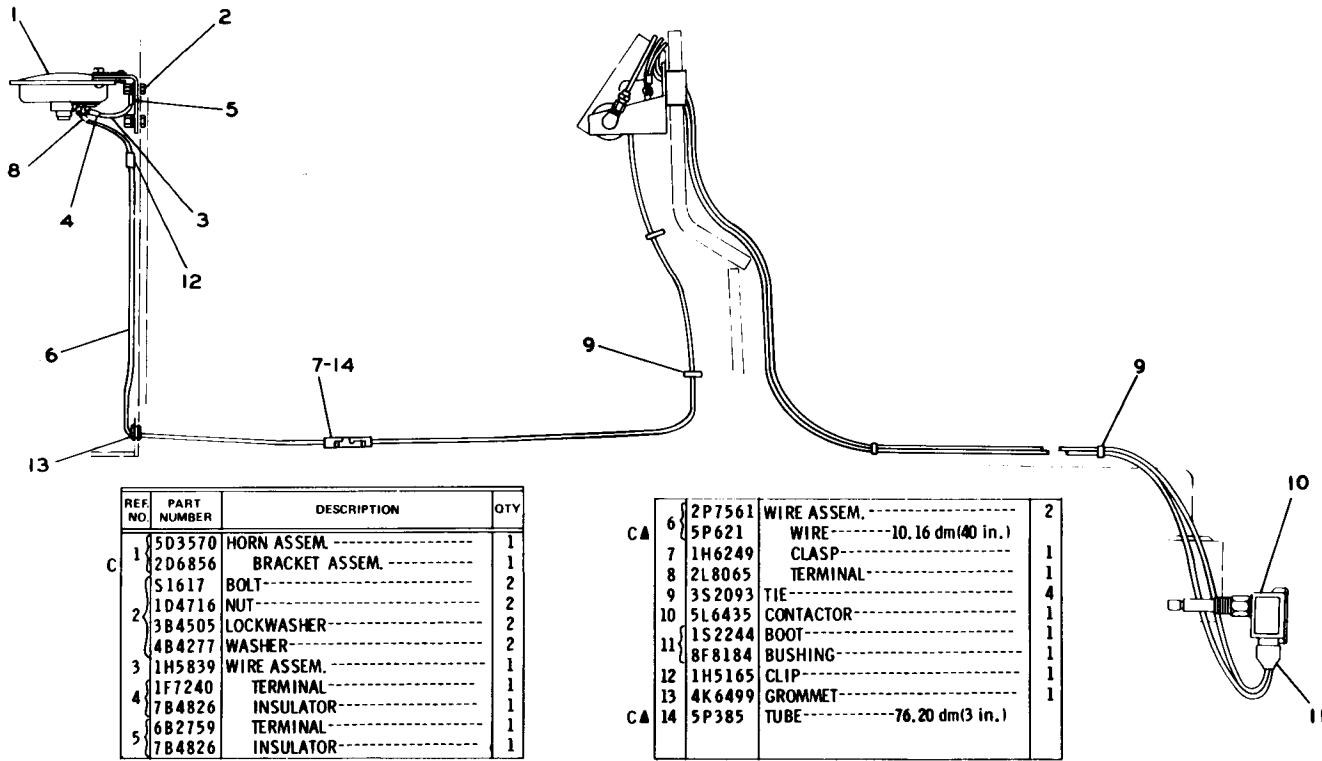 1
2
5
8
4
3
12
6
7-14
9
9
13
10
11
REF. NO. PART NUMBER DESCRIPTION QTY
1 5D3570 HORN ASSEM. 1
C 2D6856 BRACKET ASSEM. 1
2 S1617 BOLT 2
1D4716 NUT 2
3B4505 LOCKWASHER 2
4B4277 WASHER 2
3 1H5839 WIRE ASSEM. 1
4 1F7240 TERMINAL 1
7B4826 INSULATOR 1
5 6B2759 TERMINAL 1
7B4826 INSULATOR 1
6 2P7561 WIRE ASSEM. 2
C▲ 5P621 WIRE 10.16 dm(40 in.)
7 1H6249 CLASP 1
8 2L8065 TERMINAL 1
9 3S2093 TIE 4
10 5L6435 CONTACTOR 1
11 1S2244 BOOT 1
8F8184 BUSHING 1
12 1H5165 CLIP 1
13 4K6499 GROMMET 1
C▲ 14 5P385 TUBE 76.20 dm(3 in.)